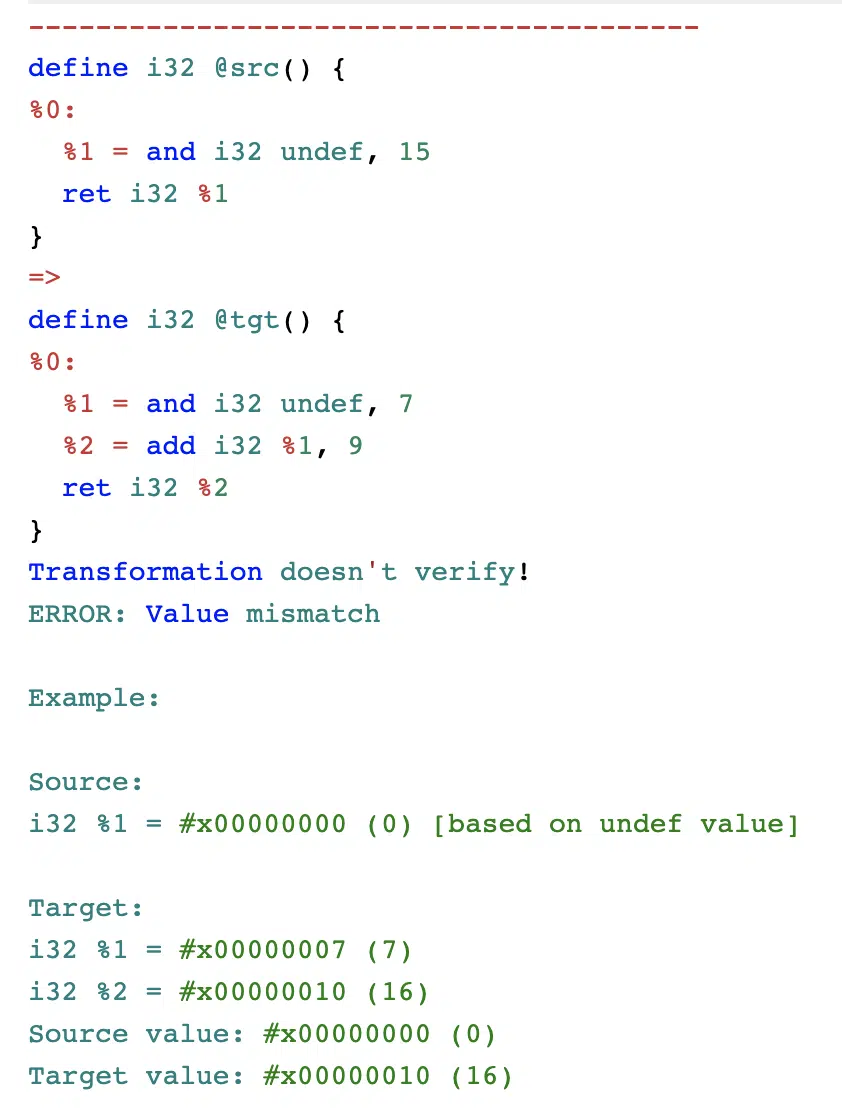 ----------------------------------------
define i32 @src() {
%0:
  %1 = and i32 undef, 15
  ret i32 %1
}
=>
define i32 @tgt() {
%0:
  %1 = and i32 undef, 7
  %2 = add i32 %1, 9
  ret i32 %2
}
Transformation doesn't verify!
ERROR: Value mismatch

Example:

Source:
i32 %1 = #x00000000 (0) [based on undef value]

Target:
i32 %1 = #x00000007 (7)
i32 %2 = #x00000010 (16)
Source value: #x00000000 (0)
Target value: #x00000010 (16)